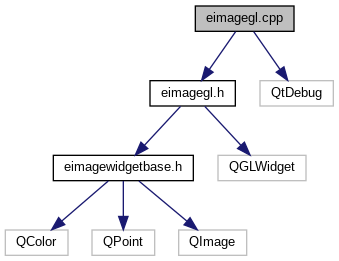 eimagegl.cpp
eimagegl.h
QtDebug
eimagewidgetbase.h
QGLWidget
QColor
QPoint
QImage